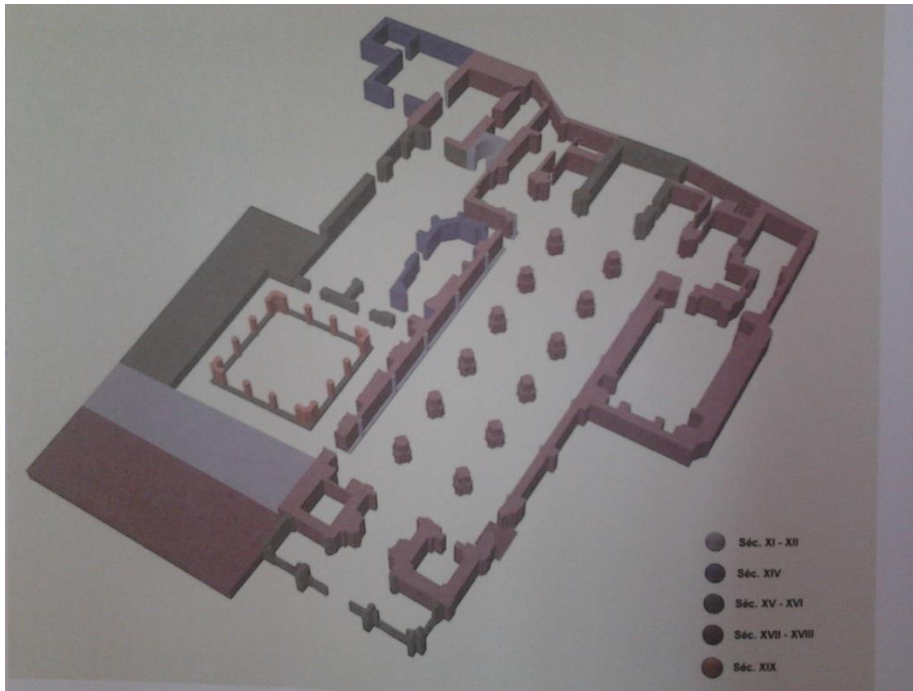 Séc. XI - XII
Séc. XIV
Séc. XV - XVI
Séc. XVII - XVIII
Séc. XIX